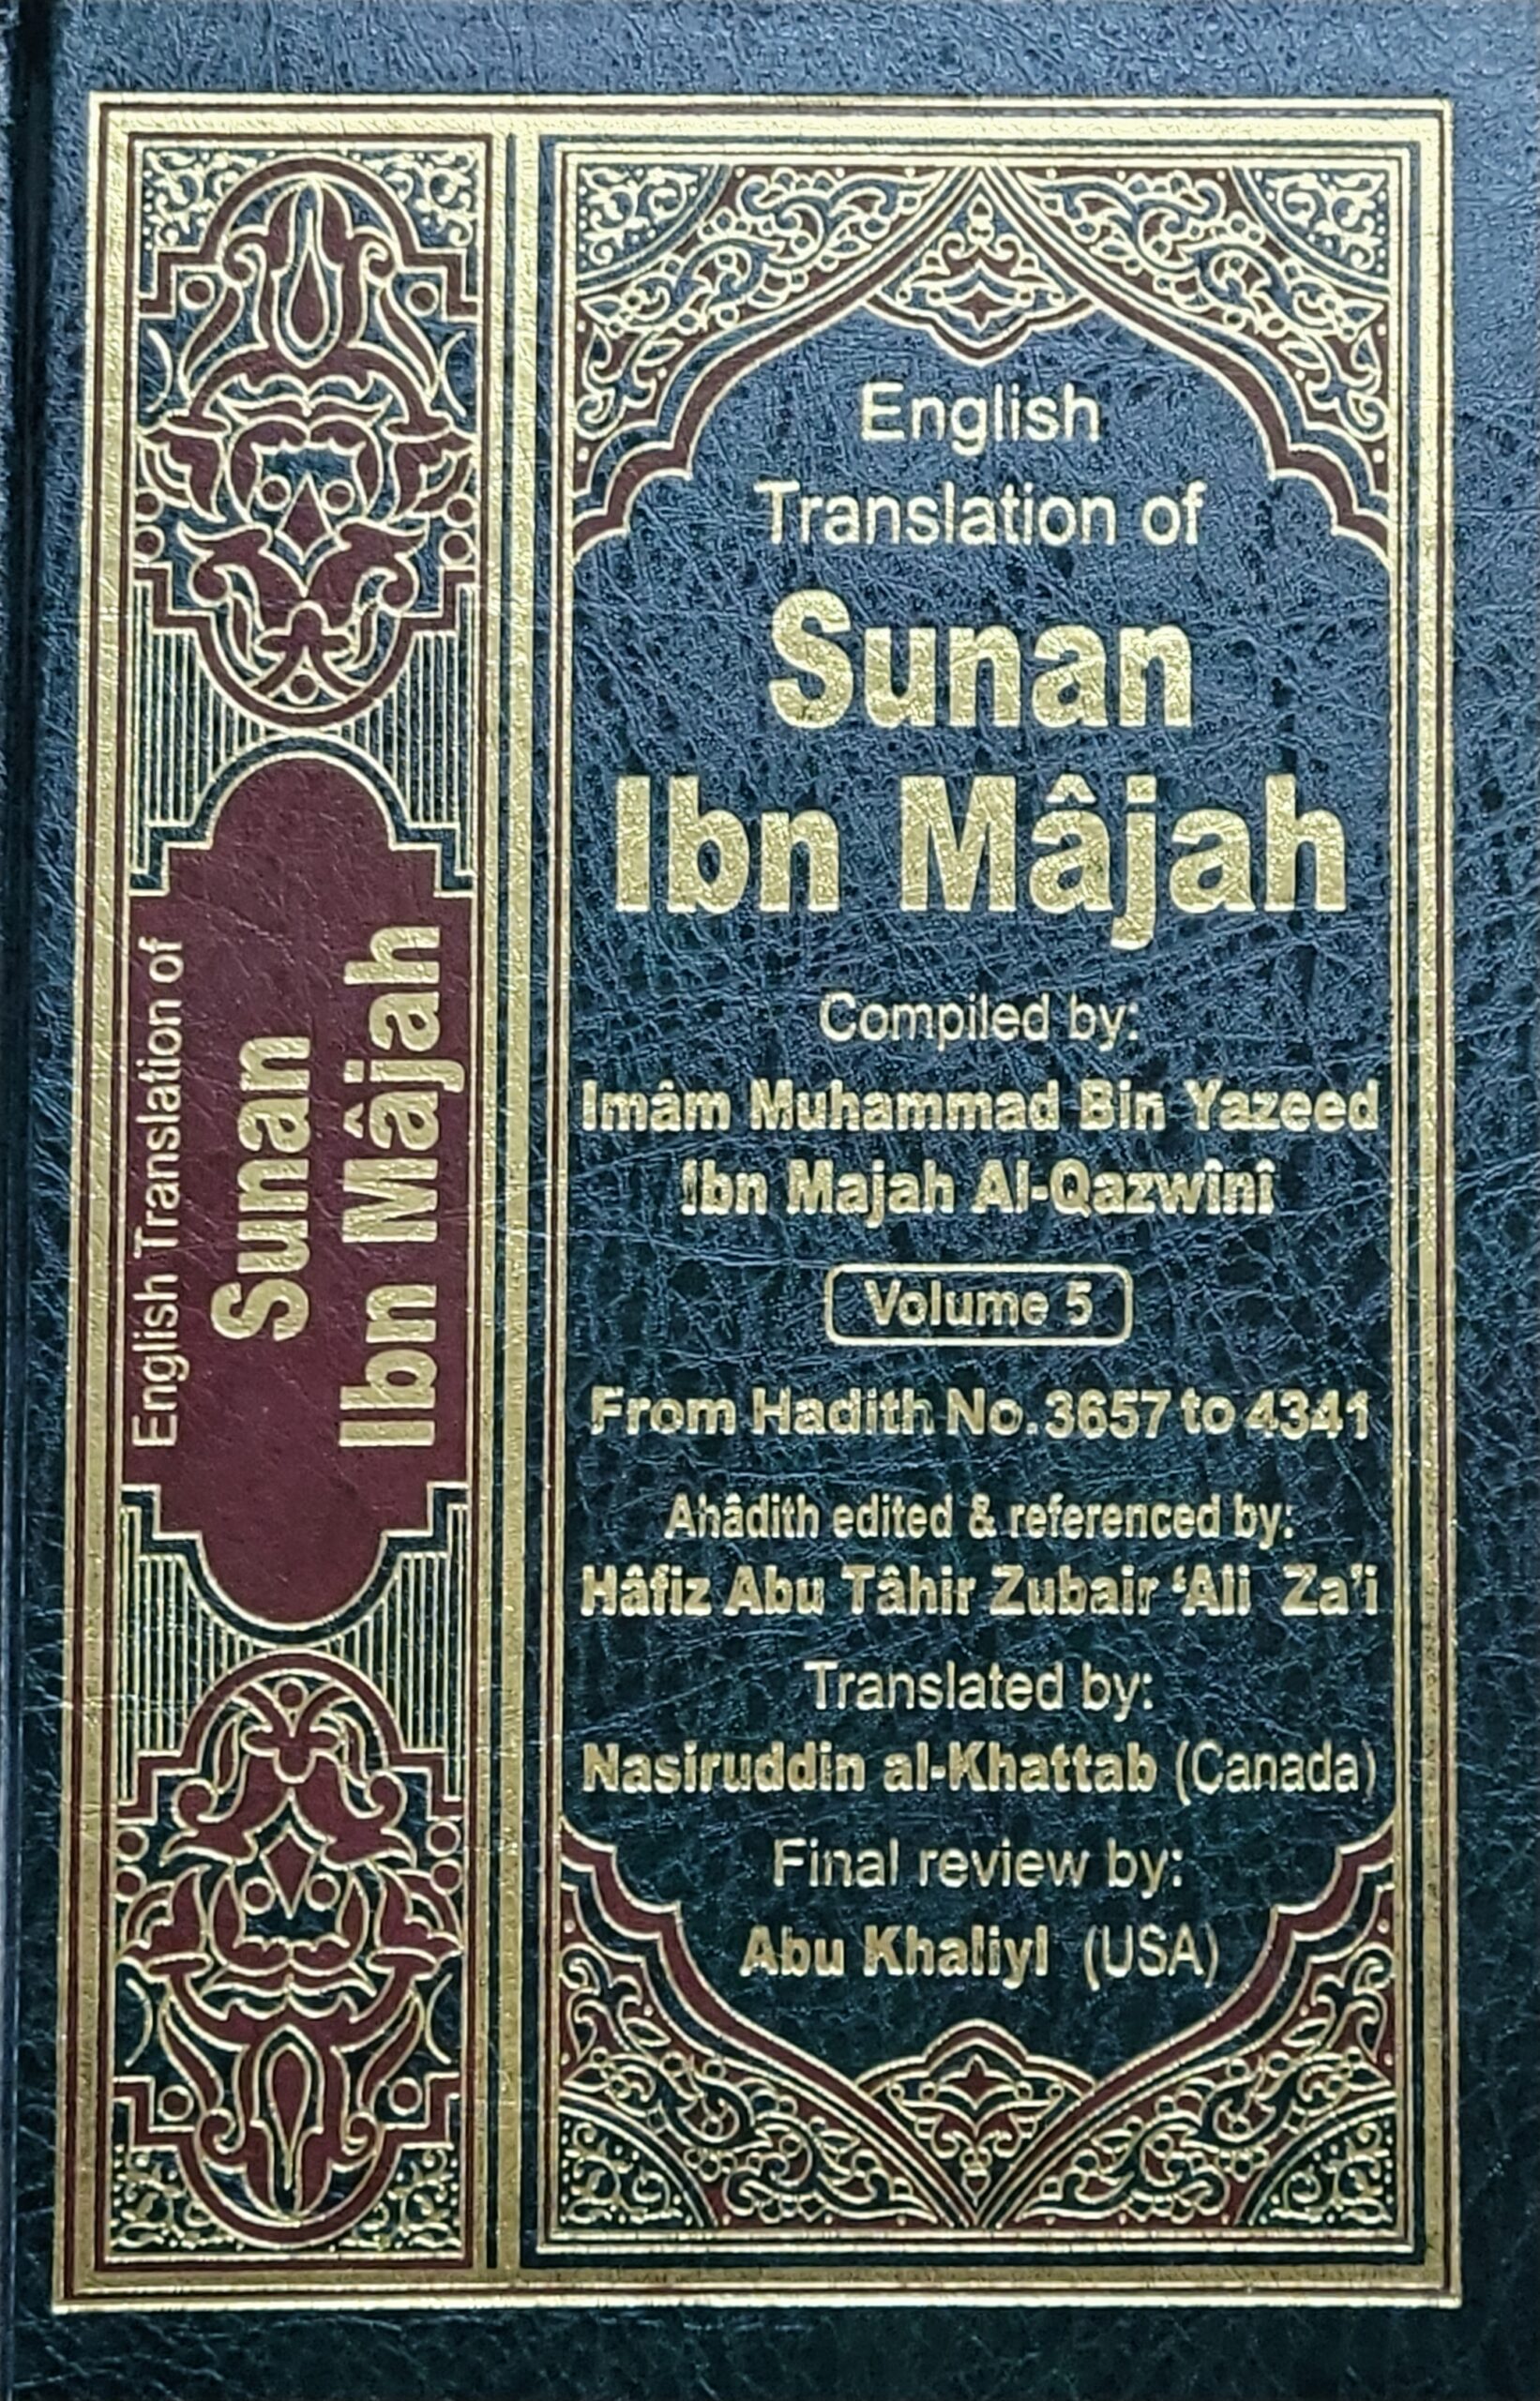 English Translation of
Sunan
Ibn Mâjah
English
Translation of
Sunan
Ibn Mâjah
Compiled by:
Imâm Muhammad Bin Yazeed
Ibn Majah Al-Qazwînî
Volume 5
From Hadith No. 3657 to 4341
Ahâdith edited & referenced by:
Hâfiz Abu Tâhir Zubair ‘Ali Za'i
Translated by:
Nasiruddin al-Khattab (Canada)
Final review by:
Abu Khaliyl (USA)